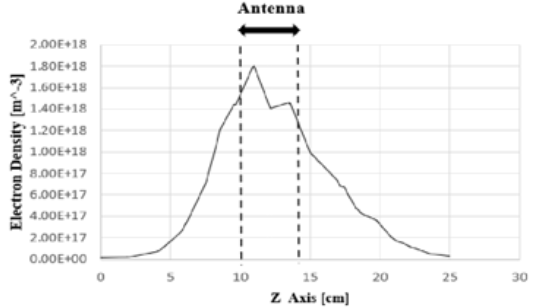 Antenna
2.00E+18
1.80E+18
1.60E+18
1.40E+18
1.20E+18
1.00E+18
8.00E+17
6.00E+17
4.00E+17
2.00E+17
0.00E+00
Electron Density [m^-3]
0 5 10 15 20 25 30
Z Axis [cm]